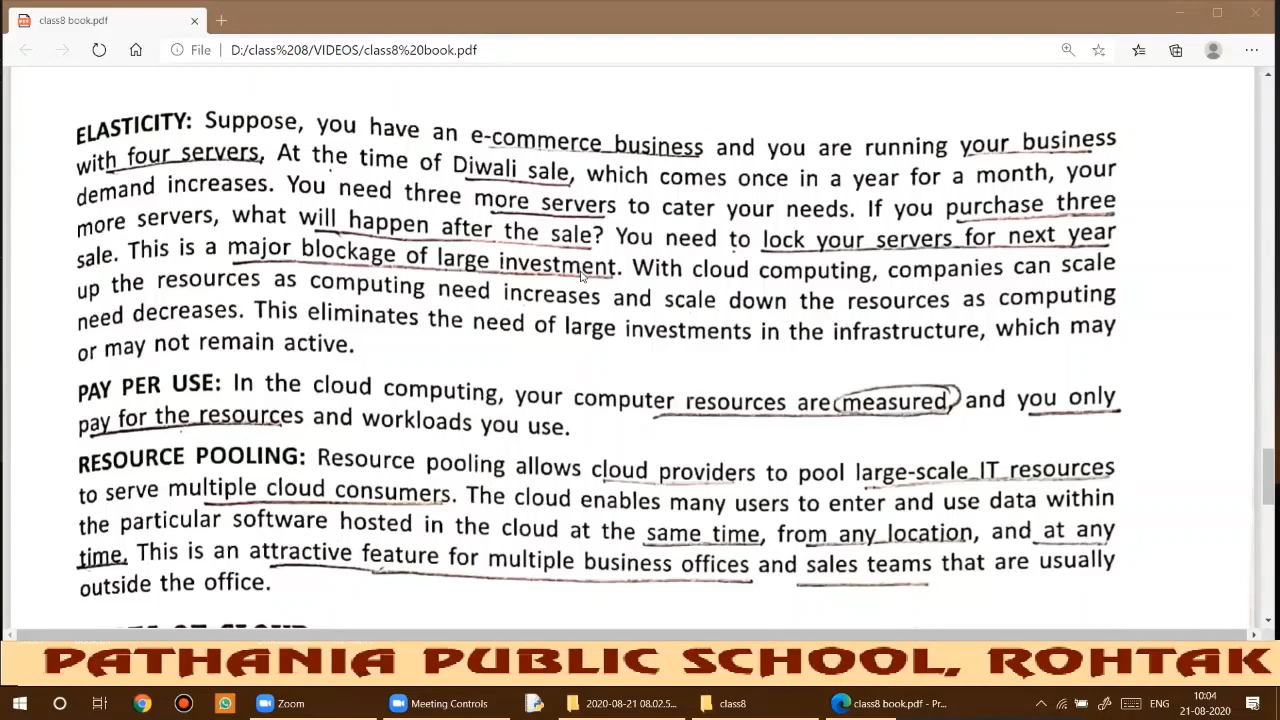 class8 book.pdf
File
D:/class%208/VIDEOS/class8%20book.pdf
ELASTICITY: Suppose, you have an e-commerce business and you are running your business
with four servers, At the time of Diwali sale, which comes once in a year for a month, your
demand increases. You need three more servers to cater your needs. If you purchase three
more servers, what will happen after the sale? You need to lock your servers for next year
sale. This is a major blockage of large investment. With cloud computing, companies can scale
up the resources as computing need increases and scale down the resources as computing
need decreases. This eliminates the need of large investments in the infrastructure, which may
or may not remain active.
PAY PER USE: In the cloud computing, your computer resources are measured, and you only
pay for the resources and workloads you use.
RESOURCE POOLING: Resource pooling allows cloud providers to pool large-scale IT resources
to serve multiple cloud consumers. The cloud enables many users to enter and use data within
the particular software hosted in the cloud at the same time, from any location, and at any
time. This is an attractive feature for multiple business offices and sales teams that are usually
outside the office.
PATHANIA PUBLIC SCHOOL, ROHTAK
Zoom
Meeting Controls
2020-08-21 08.02.5...
class8
class8 book.pdf - Pr...
ENG
10:04
21-08-2020